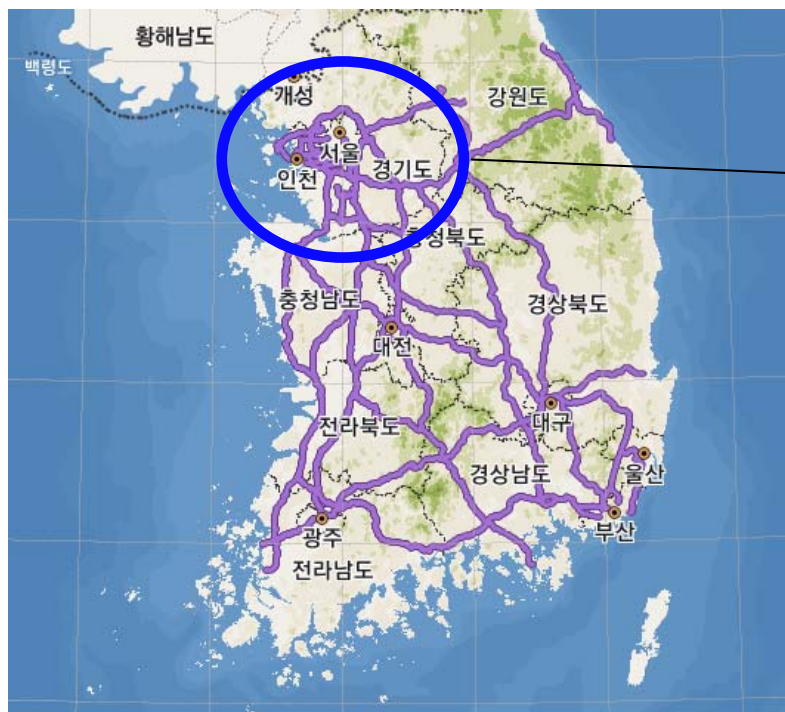 황해남도
백령도
개성
강원도
서울
인천
경기도
충청북도
충청남도
경상북도
대전
전라북도
대구
경상남도
울산
부산
광주
전라남도